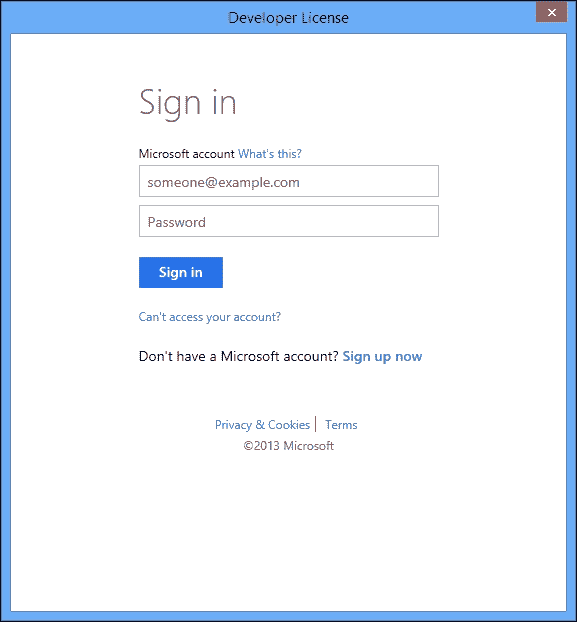 Developer License
Sign in
Microsoft account What's this?
someone@example.com
Password
Sign in
Can't access your account?
Don't have a Microsoft account? Sign up now
Privacy & Cookies | Terms
©2013 Microsoft